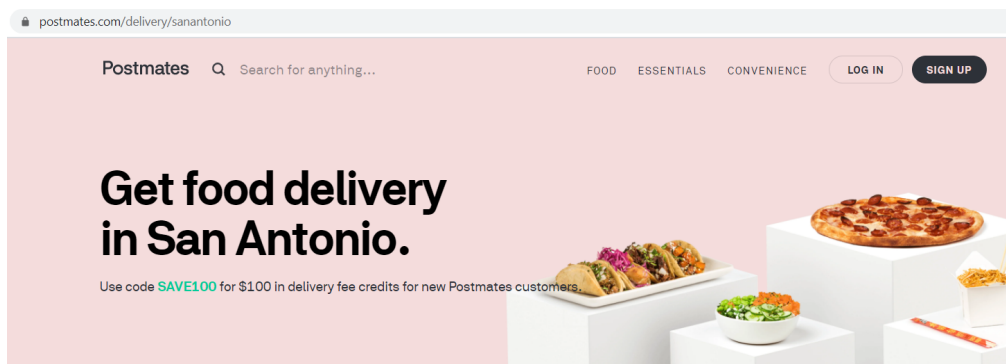 postmates.com/delivery/sanantonio
Postmates Search for anything... FOOD ESSENTIALS CONVENIENCE LOG IN SIGN UP
Get food delivery
in San Antonio.
Use code SAVE100 for $100 in delivery fee credits for new Postmates customers.